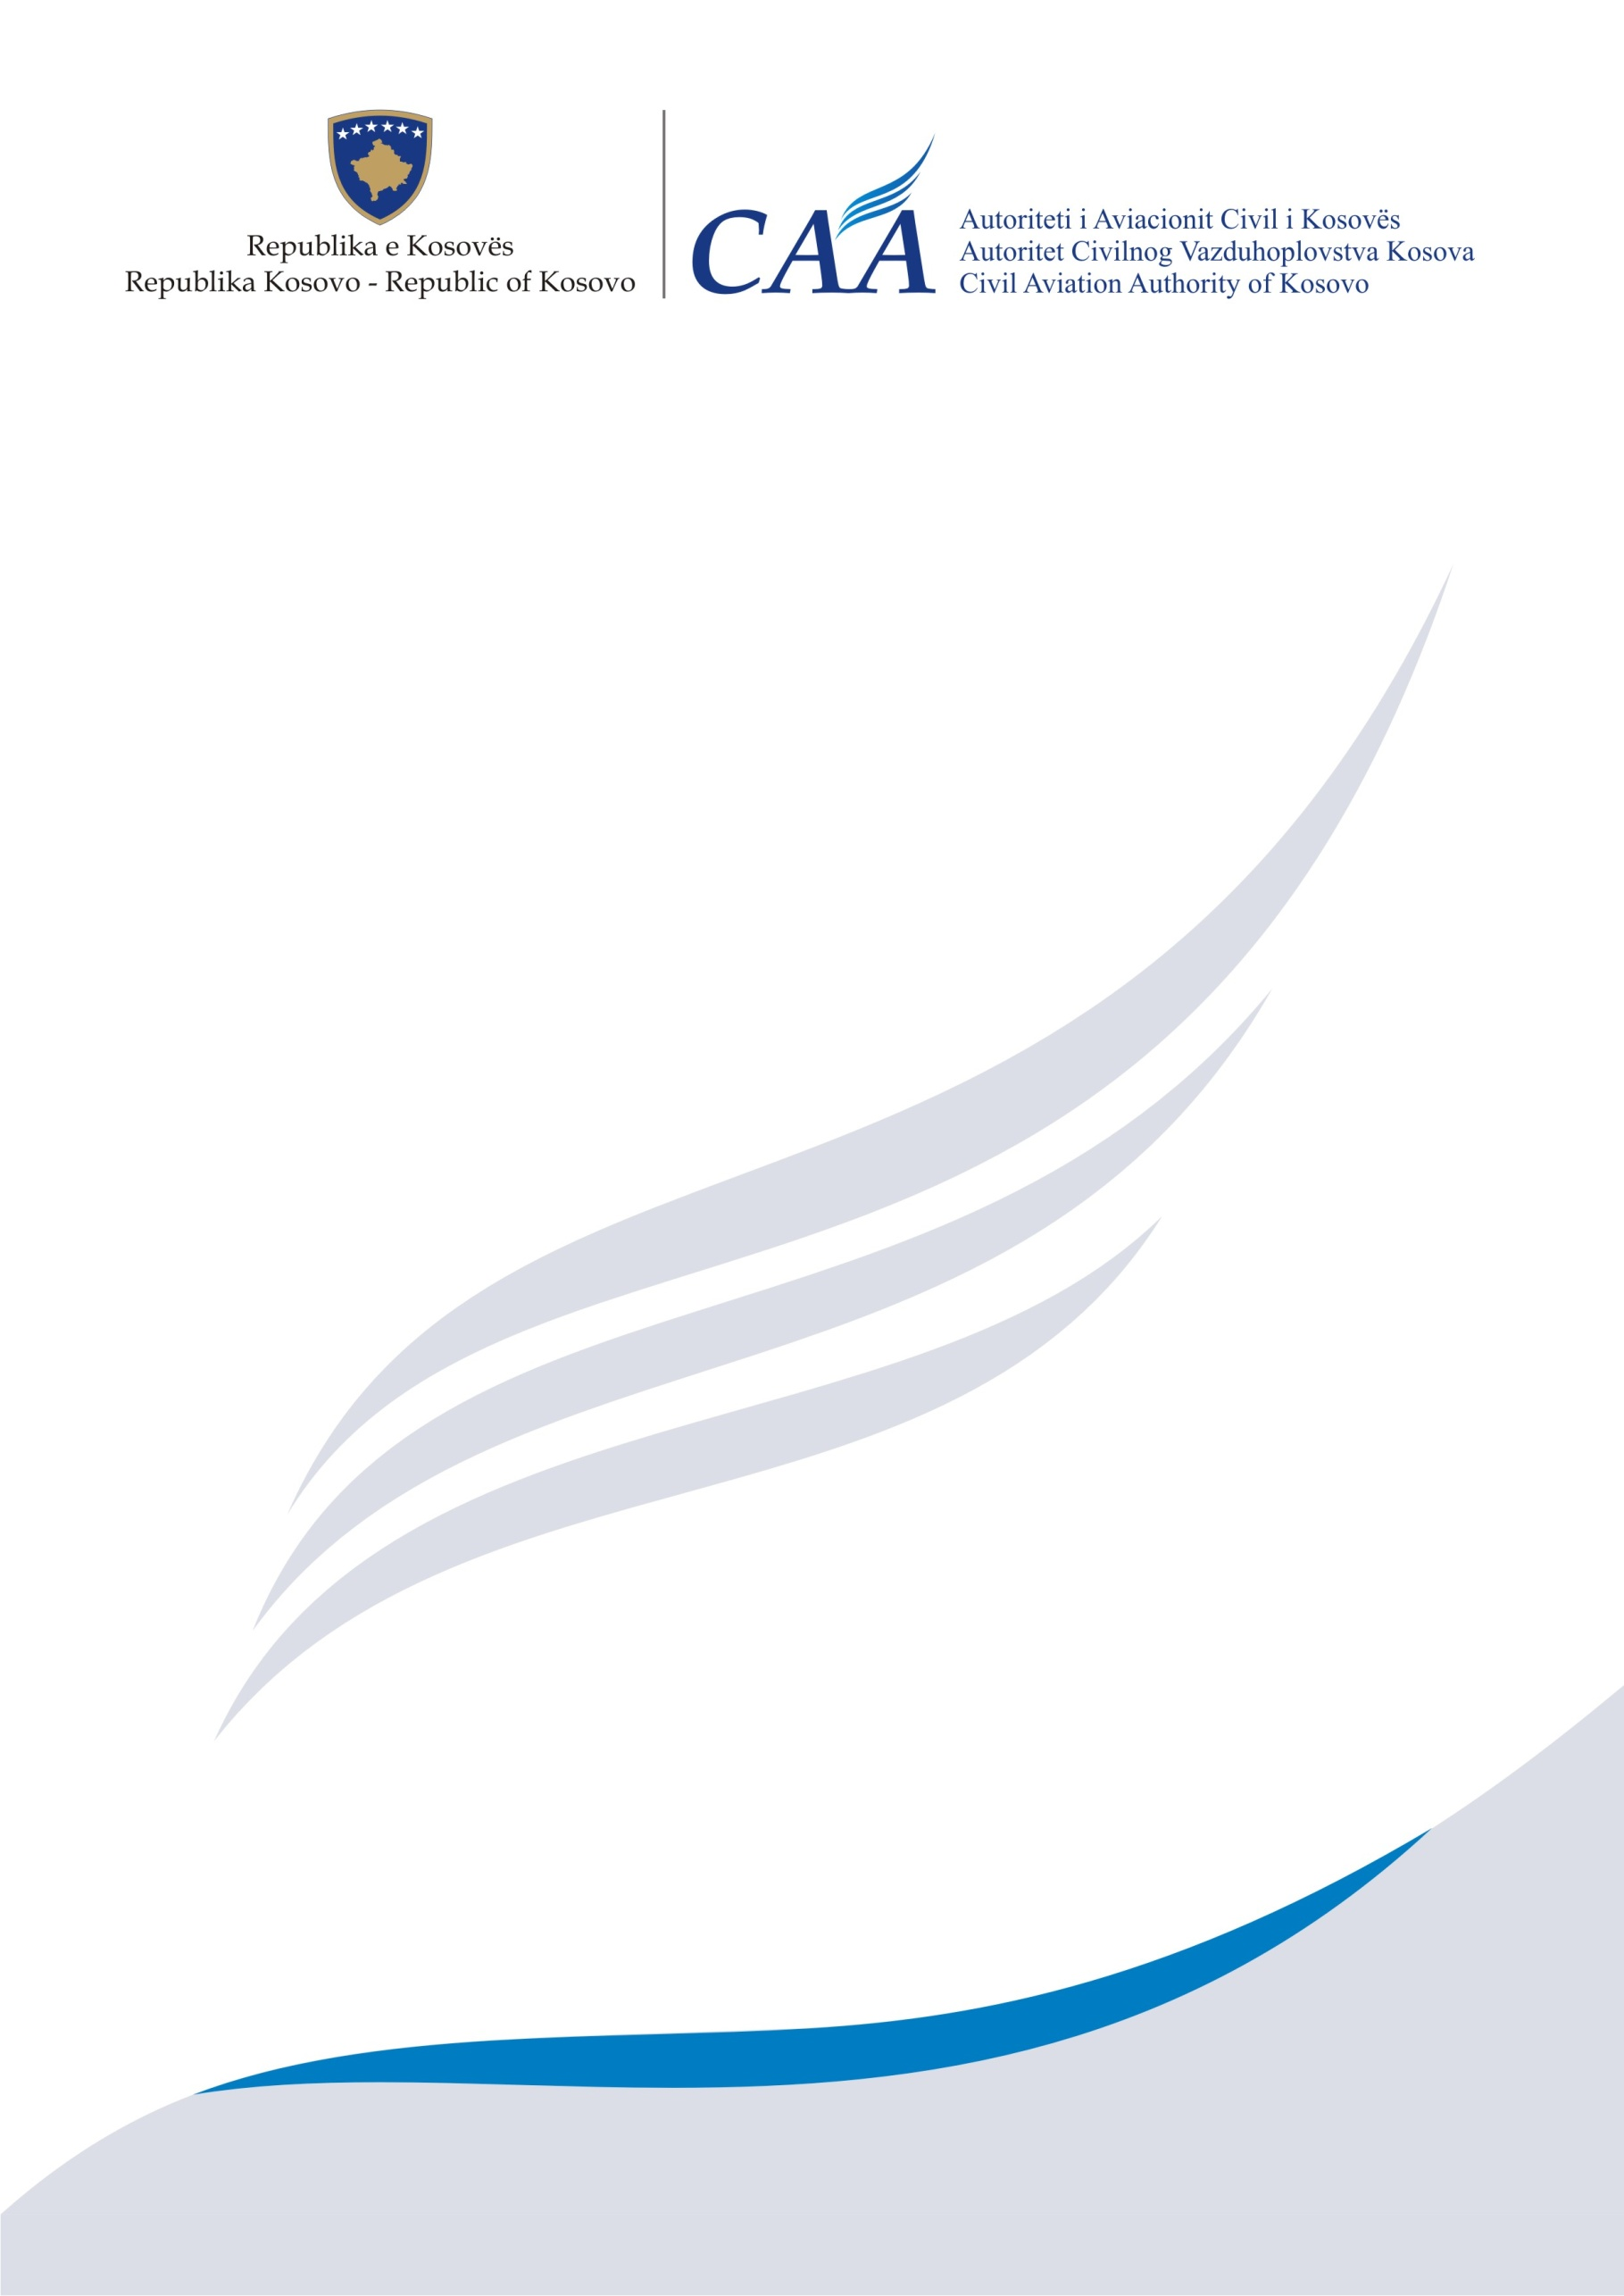 Republika e Kosovës
Republika Kosovo - Republic of Kosovo
CAA
Autoriteti i Aviacionit Civil i Kosovës
Autoritet Civilnog Vazduhoplovstva Kosova
Civil Aviation Authority of Kosovo